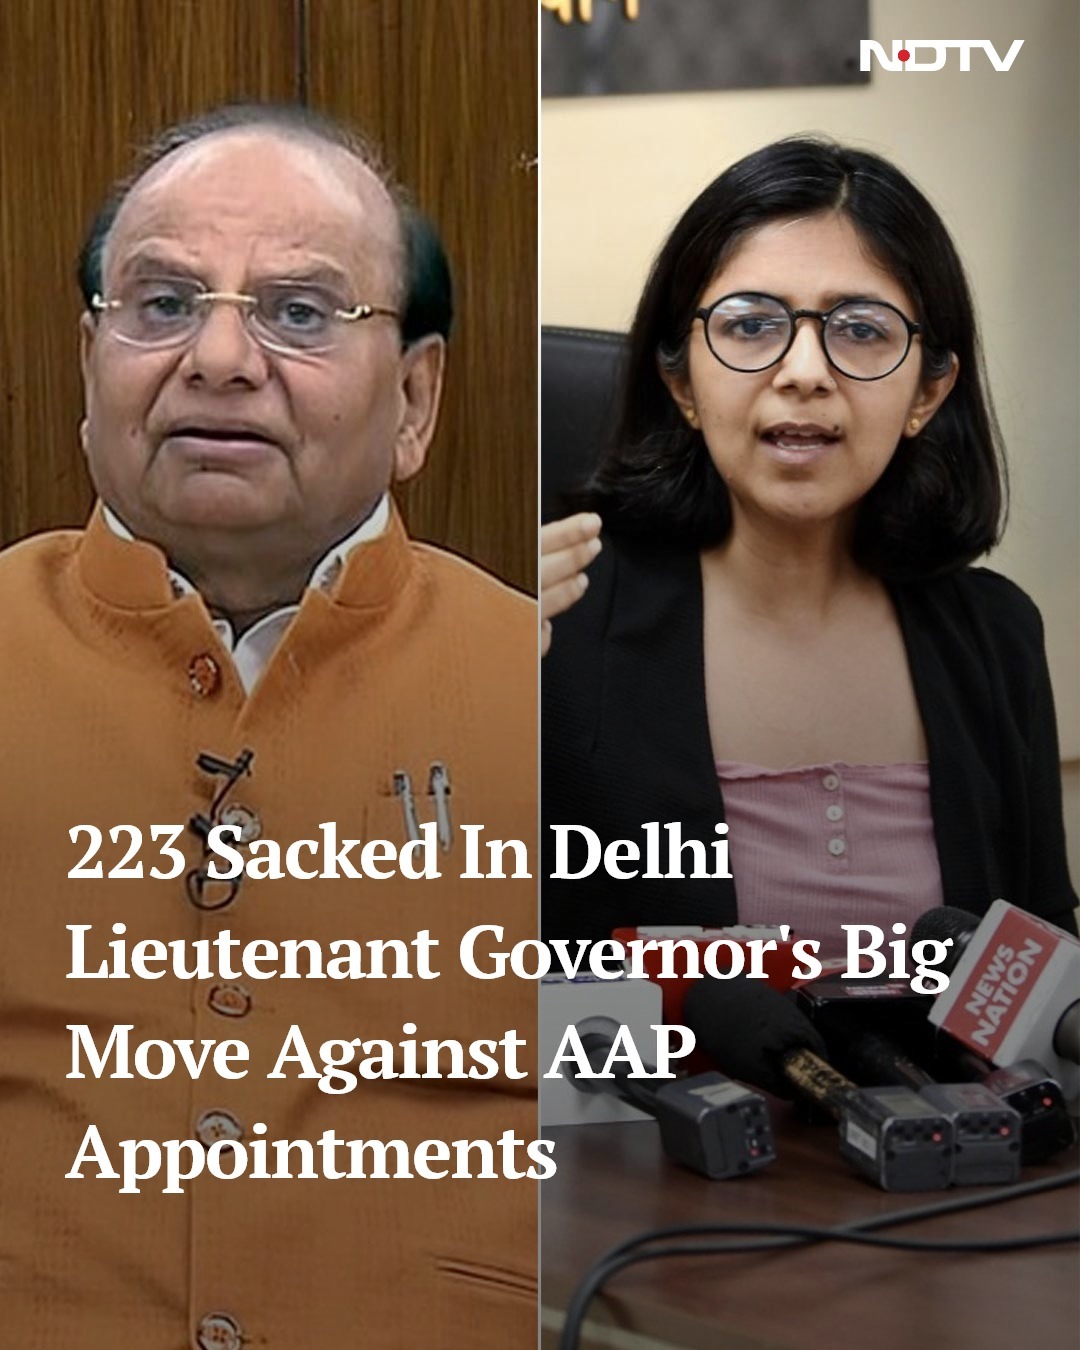 NDTV
223 Sacked In Delhi
Lieutenant Governor's Big
Move Against AAP
Appointments
NEWS
NATION